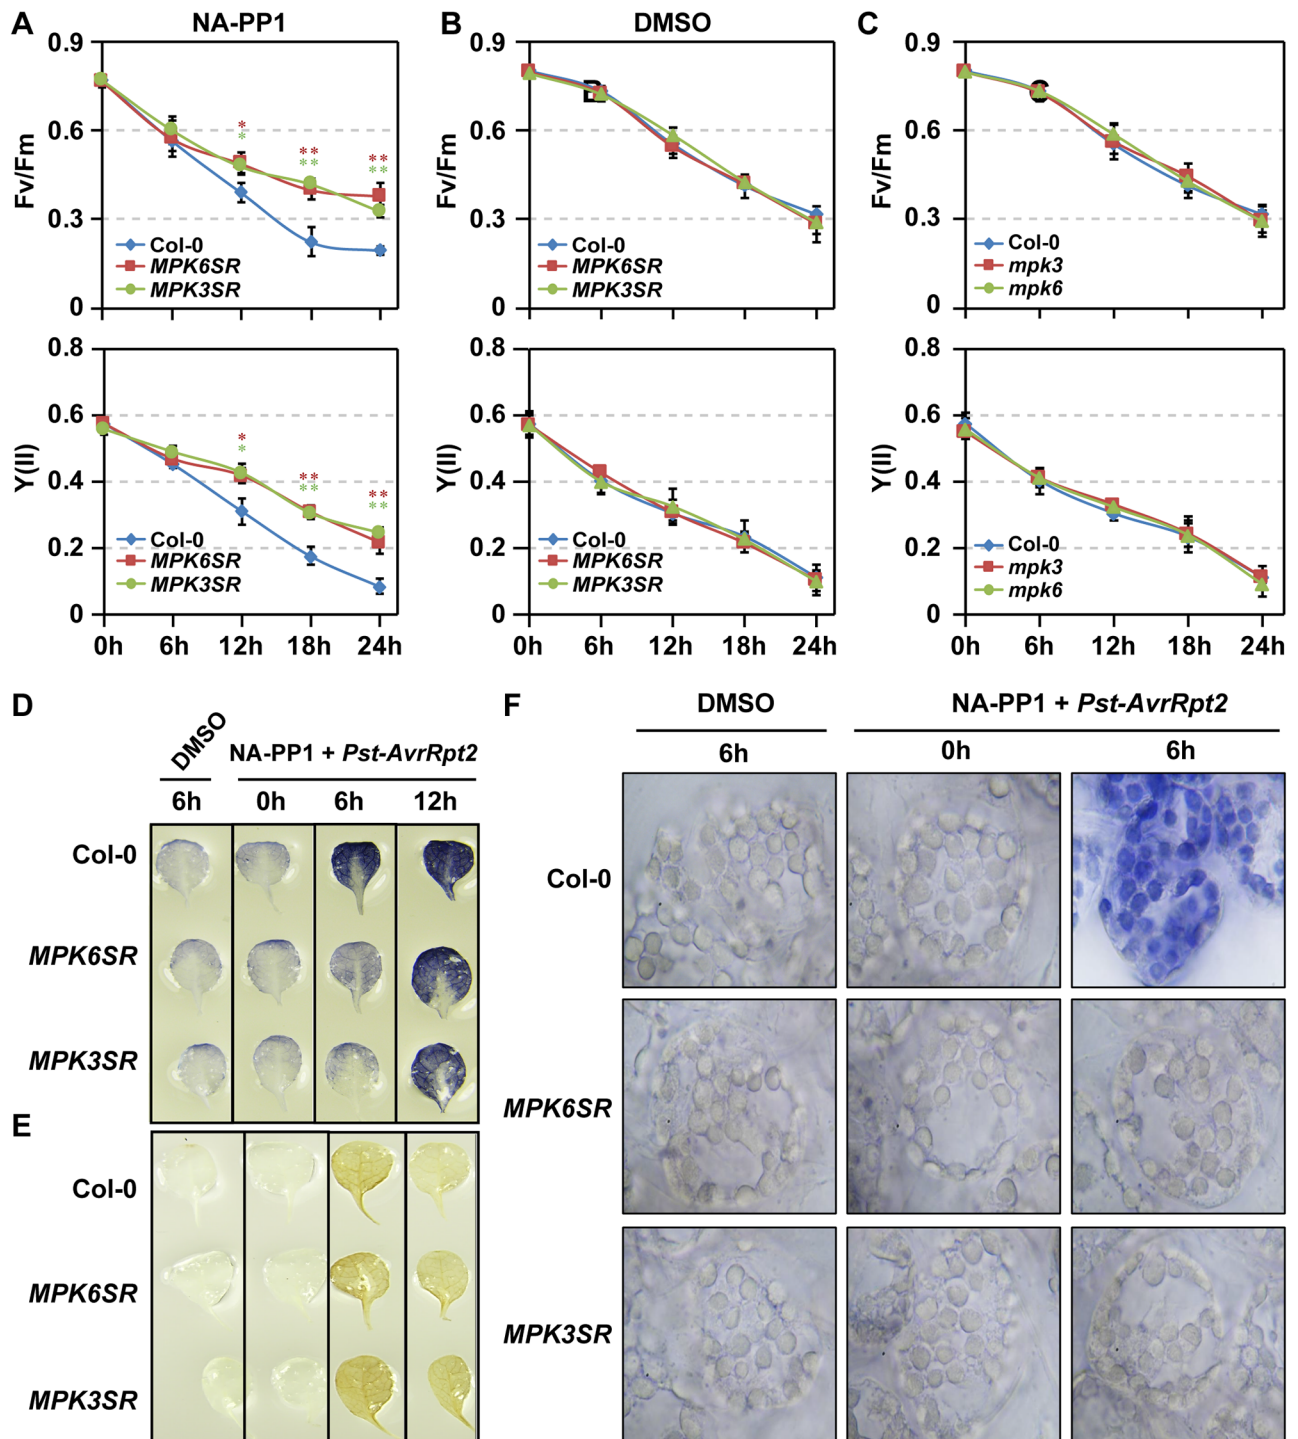 A NA-PP1 B DMSO C
0.9 0.9 0.9
Fv/Fm Fv/Fm Fv/Fm
B C
* 
*
** **
** **
0.6 0.6 0.6
0.3 0.3 0.3
Col-0 Col-0 Col-0
MPK6SR MPK6SR mpk3
MPK3SR MPK3SR mpk6
0 0 0
0.8 0.8 0.8
0.6 0.6 0.6
Y(II) Y(II) Y(II)
*
*
** **
** **
0.4 0.4 0.4
0.2 0.2 0.2
Col-0 Col-0 Col-0
MPK6SR MPK6SR mpk3
MPK3SR MPK3SR mpk6
0 0 0
0h 6h 12h 18h 24h 0h 6h 12h 18h 24h 0h 6h 12h 18h 24h
D
DMSO NA-PP1 + Pst-AvrRpt2
6h 0h 6h 12h
Col-0
MPK6SR
MPK3SR
E
Col-0
MPK6SR
MPK3SR
F DMSO NA-PP1 + Pst-AvrRpt2
6h 0h 6h
Col-0
MPK6SR
MPK3SR